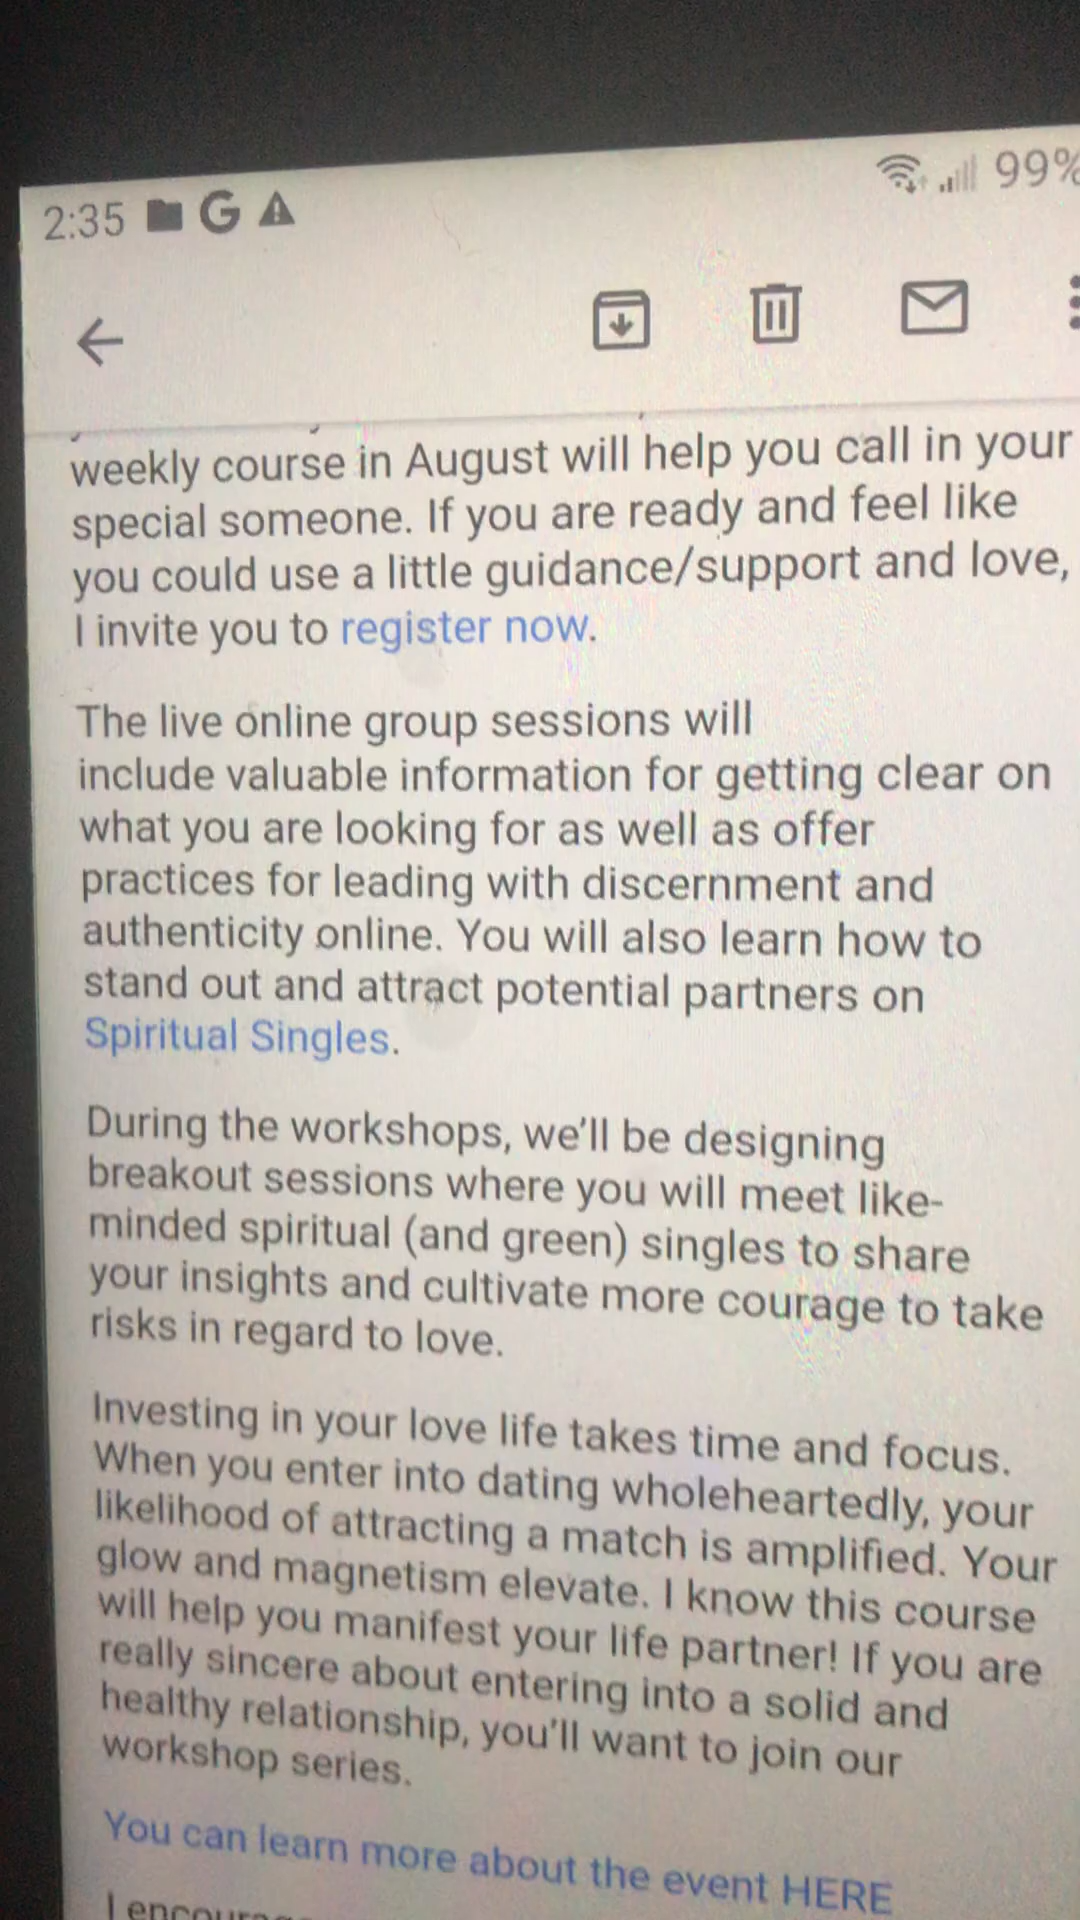 2:35 G 99%
weekly course in August will help you call in your
special someone. If you are ready and feel like
you could use a little guidance/support and love,
I invite you to register now.
The live online group sessions will
include valuable information for getting clear on
what you are looking for as well as offer
practices for leading with discernment and
authenticity online. You will also learn how to
stand out and attract potential partners on
Spiritual Singles.
During the workshops, we'll be designing
breakout sessions where you will meet like-
minded spiritual (and green) singles to share
your insights and cultivate more courage to take
risks in regard to love.
Investing in your love life takes time and focus.
When you enter into dating wholeheartedly, your
likelihood of attracting a match is amplified. Your
glow and magnetism elevate. I know this course
will help you manifest your life partner! If you are
really sincere about entering into a solid and
healthy relationship, you'll want to join our
workshop series.
You can learn more about the event HERE
I